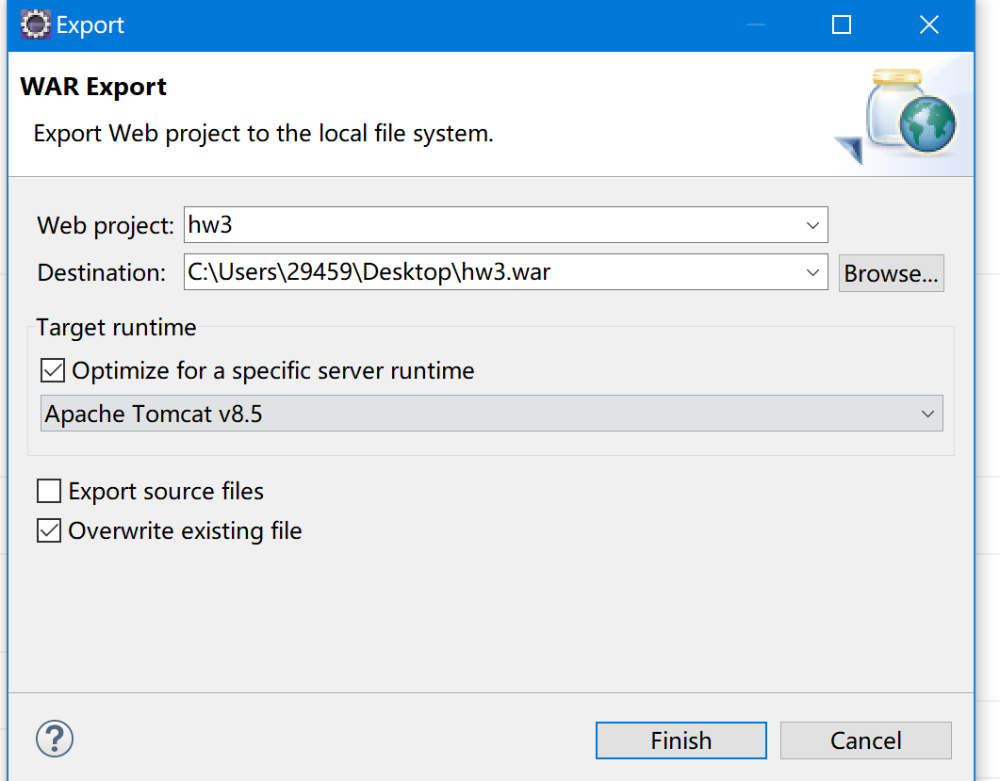 Export
WAR Export
Export Web project to the local file system.
Web project: hw3
Destination: C:\Users\29459\Desktop\hw3.war Browse...
Target runtime
Optimize for a specific server runtime
Apache Tomcat v8.5
Export source files
Overwrite existing file
? Finish Cancel